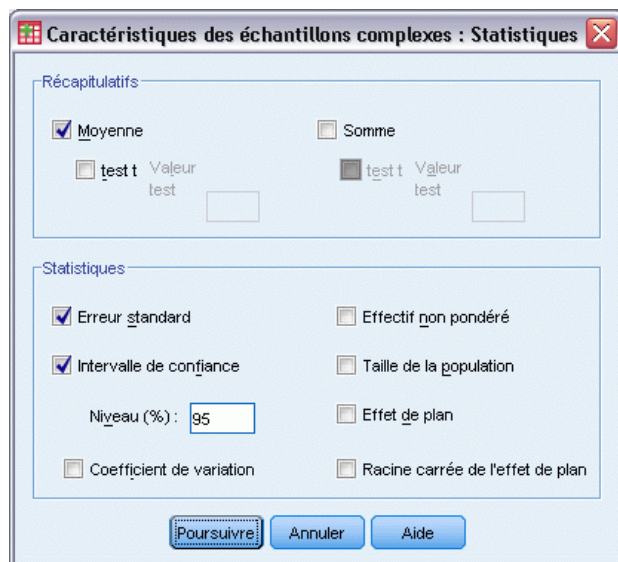 Caractéristiques des échantillons complexes : Statistiques
Récapitulatifs
Moyenne
Somme
test t Valeur test
test t Valeur test
Statistiques
Erreur standard
Effectif non pondéré
Intervalle de confiance
Taille de la population
Niveau (%) : 95
Effet de plan
Coefficient de variation
Racine carrée de l'effet de plan
Poursuivre Annuler Aide